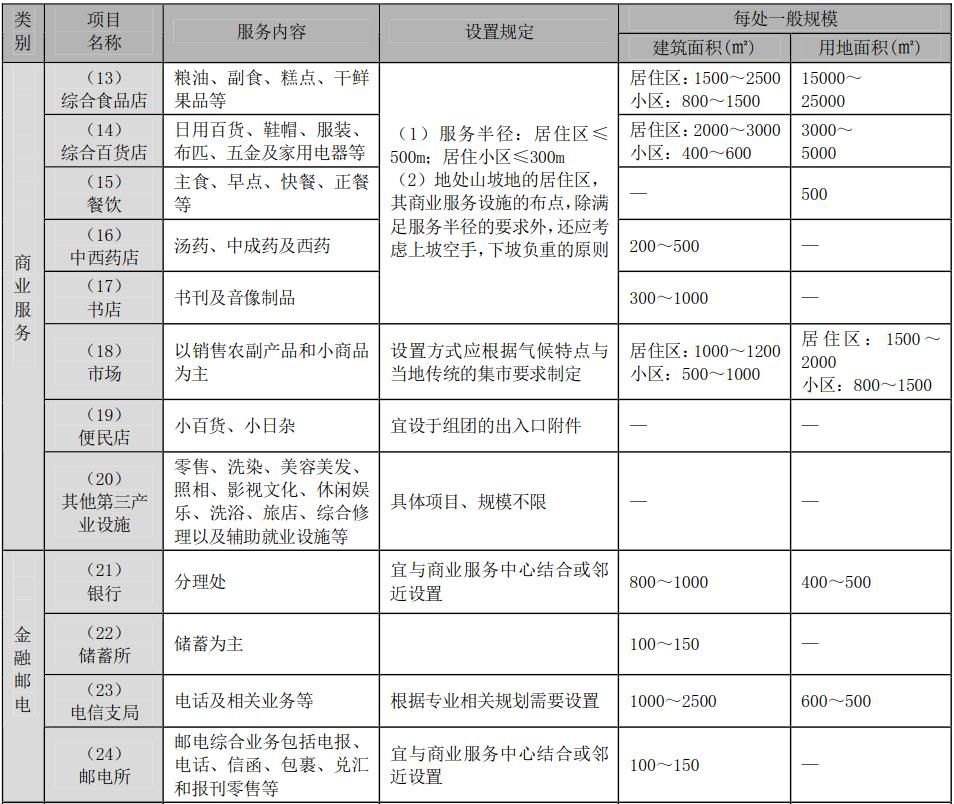 类别
项目名称
服务内容
设置规定
每处一般规模
建筑面积(㎡)
用地面积(㎡)
商业服务
（13）
综合食品店
粮油、副食、糕点、干鲜
果品等
（1）服务半径：居住区≤
500m；居住小区≤300m
（2）地处山坡地的居住区，
其商业服务设施的布点，除满
足服务半径的要求外，还应考
虑上坡空手，下坡负重的原则
居住区：1500～2500
小区：800～1500
15000～
25000
（14）
综合百货店
日用百货、鞋帽、服装、
布匹、五金及家用电器等
居住区：2000～3000
小区：400～600
3000～
5000
（15）
餐饮
主食、早点、快餐、正餐
等
—
500
（16）
中西药店
汤药、中成药及西药
200～500
—
（17）
书店
书刊及音像制品
300～1000
—
（18）
市场
以销售农副产品和小商品
为主
设置方式应根据气候特点与
当地传统的集市要求制定
居住区：1000～1200
小区：500～1000
居住区：1500～
2000
小区：800～1500
（19）
便民店
小百货、小日杂
宜设于组团的出入口附件
—
—
（20）
其他第三产
业设施
零售、洗染、美容美发、
照相、影视文化、休闲娱
乐、洗浴、旅店、综合修
理以及辅助就业设施等
具体项目、规模不限
—
—
金融邮电
（21）
银行
分理处
宜与商业服务中心结合或邻
近设置
800～1000
400～500
（22）
储蓄所
储蓄为主
100～150
—
（23）
电信支局
电话及相关业务等
根据专业相关规划需要设置
1000～2500
600～500
（24）
邮电所
邮电综合业务包括电报、
电话、信函、包裹、兑汇
和报刊零售等
宜与商业服务中心结合或邻
近设置
100～150
—